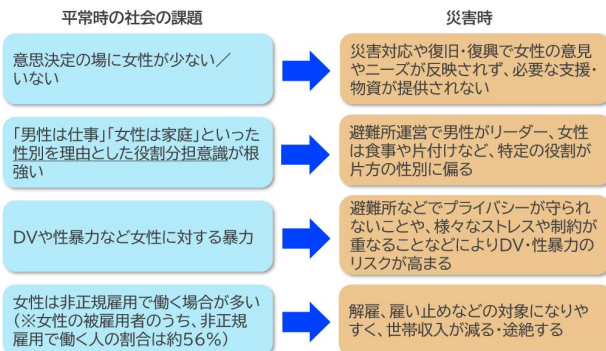 平常時の社会の課題
災害時
意思決定の場に女性が少ない／
いない
災害対応や復旧・復興で女性の意見
やニーズが反映されず、必要な支援・
物資が提供されない
「男性は仕事」「女性は家庭」といった
性別を理由とした役割分担意識が根
強い
避難所運営で男性がリーダー、女性
は食事や片付けなど、特定の役割が
片方の性別に偏る
DVや性暴力など女性に対する暴力
避難所などでプライバシーが守られ
ないことや、様々なストレスや制約が
重なることなどによりDV・性暴力の
リスクが高まる
女性は非正規雇用で働く場合が多い
(※女性の被雇用者のうち、非正規
雇用で働く人の割合は約56%)
解雇、雇い止めなどの対象になりや
すく、世帯収入が減る・途絶する